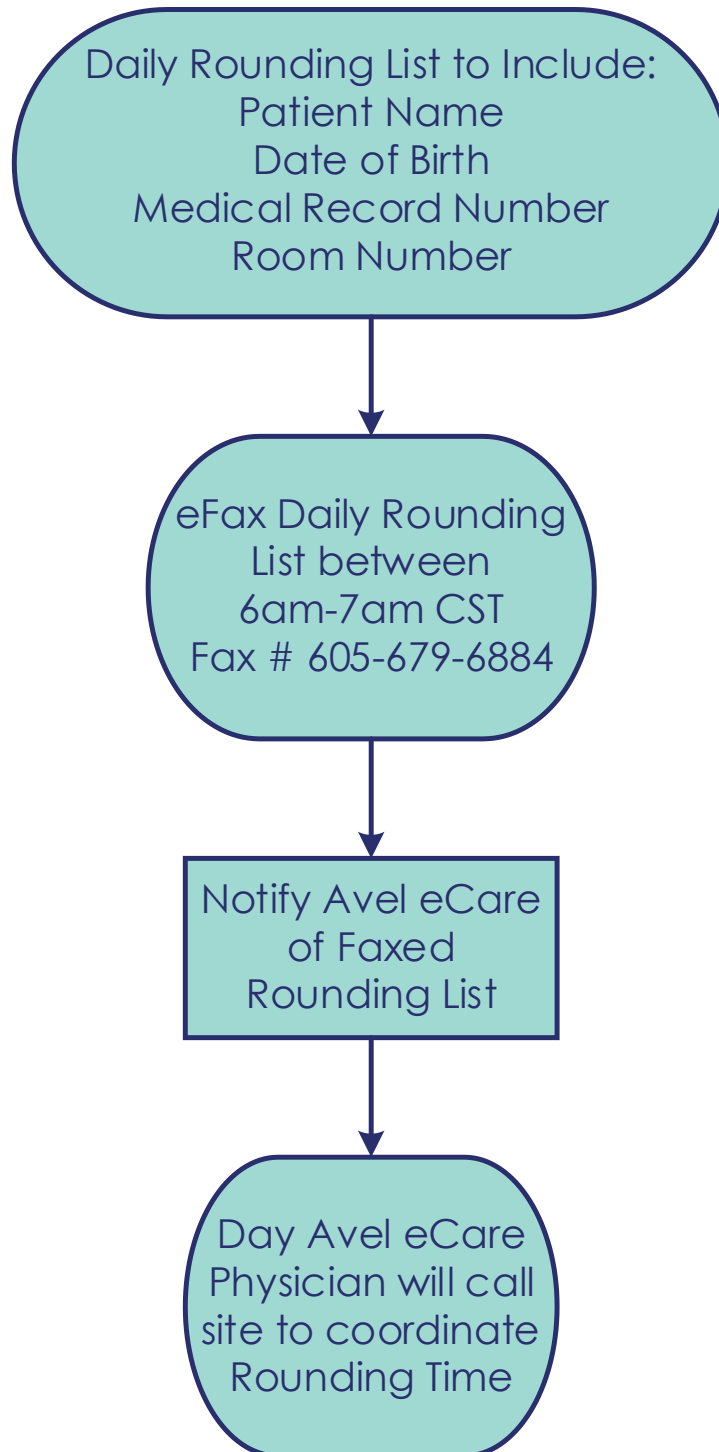 Daily Rounding List to Include:
Patient Name
Date of Birth
Medical Record Number
Room Number
eFax Daily Rounding
List between
6am-7am CST
Fax # 605-679-6884
Notify Avel eCare
of Faxed
Rounding List
Day Avel eCare
Physician will call
site to coordinate
Rounding Time